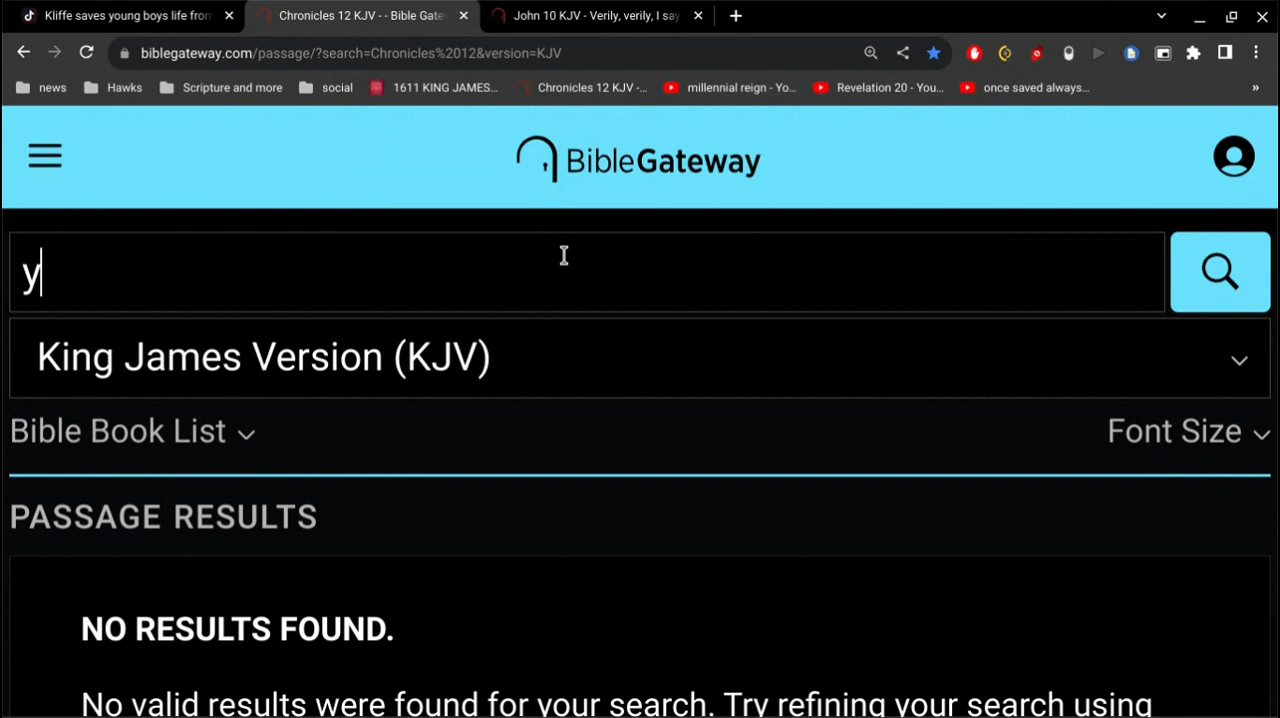 Kliffe saves young boys life from
Chronicles 12 KJV - - Bible Gate
John 10 KJV - Verily, verily, I say
biblegateway.com/passage/?search=Chronicles%2012&version=KJV
news
Hawks
Scripture and more
social
1611 KING JAMES...
Chronicles 12 KJV -...
millennial reign - Yo...
Revelation 20 - You...
once saved always...
»
BibleGateway
y
King James Version (KJV)
Bible Book List
Font Size
PASSAGE RESULTS
NO RESULTS FOUND.
No valid results were found for your search. Try refining your search using